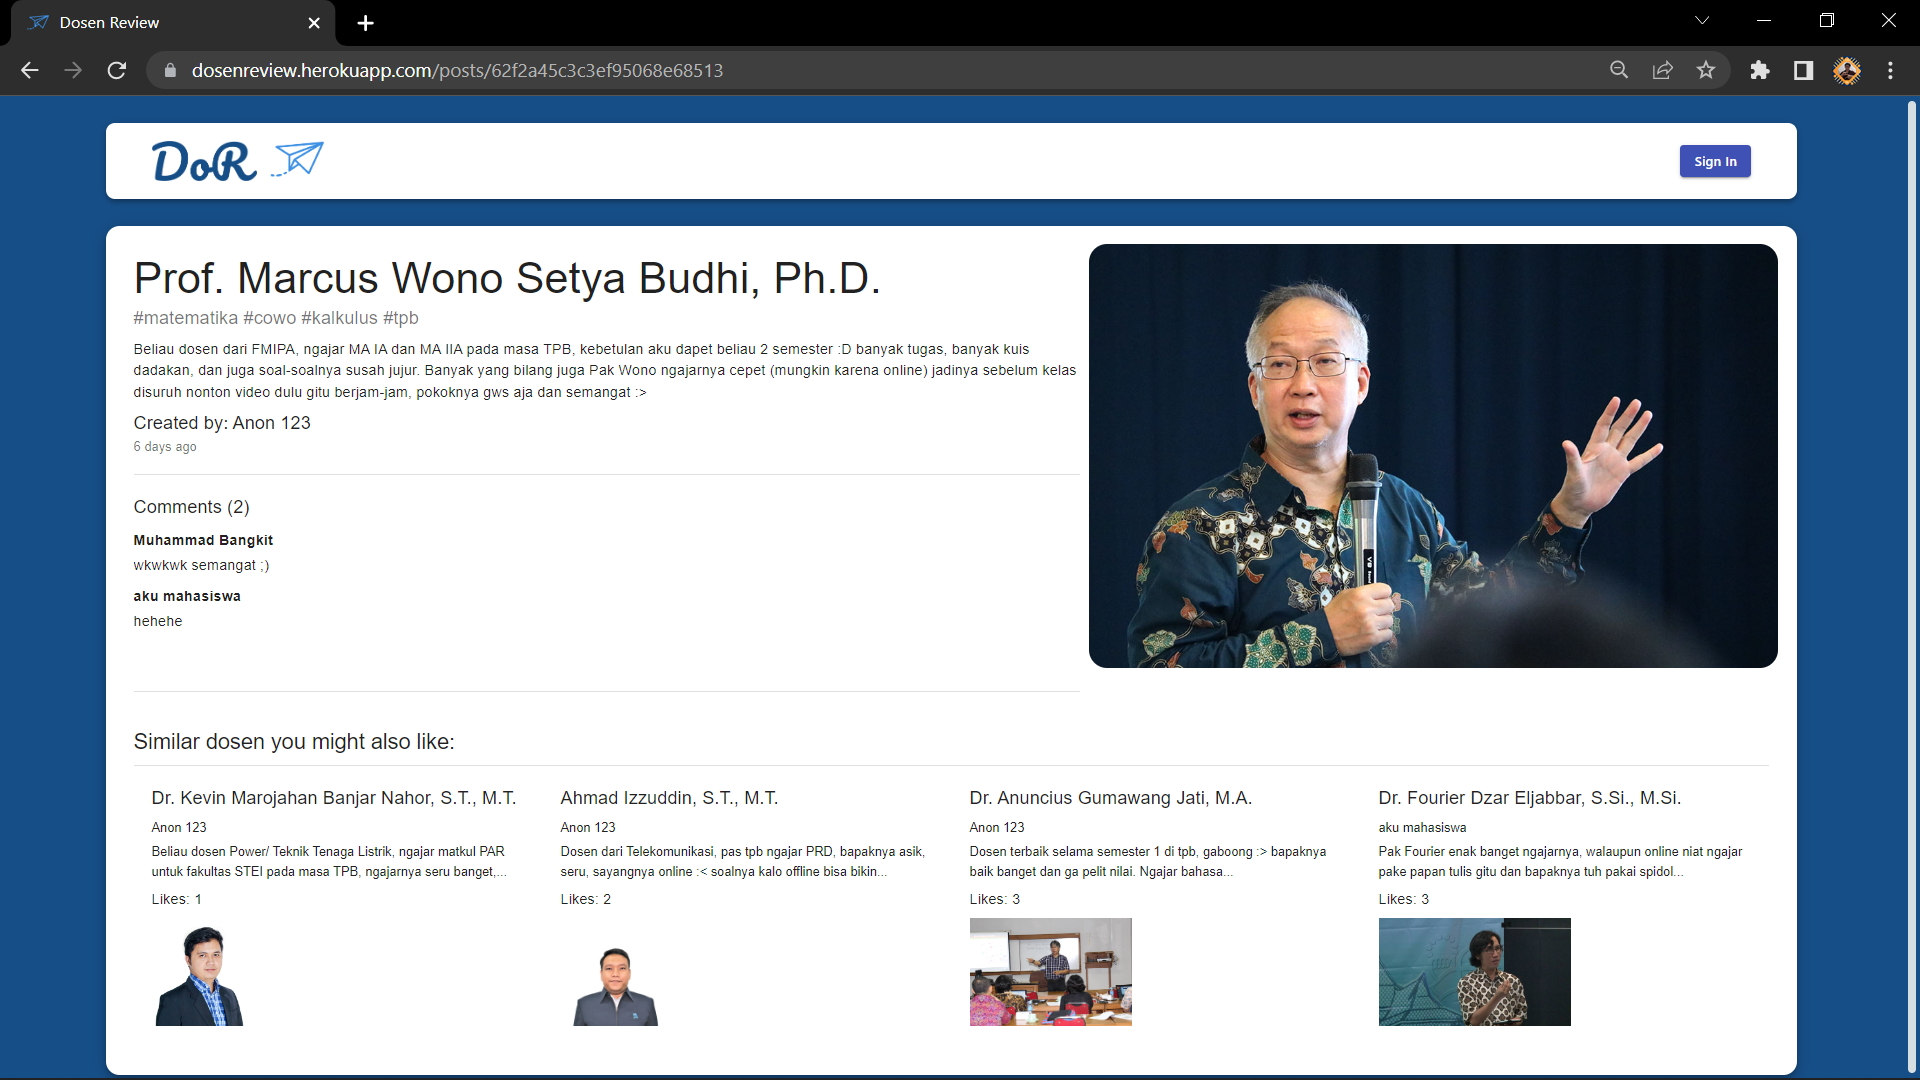 Dosen Review
dosenreview.herokuapp.com/posts/62f2a45c3c3ef95068e68513
DoR
Sign In
Prof. Marcus Wono Setya Budhi, Ph.D.
#matematika #cowo #kalkulus #tpb
Beliau dosen dari FMIPA, ngajar MA IA dan MA IIA pada masa TPB, kebetulan aku dapet beliau 2 semester :D banyak tugas, banyak kuis
dadakan, dan juga soal-soalnya susah jujur. Banyak yang bilang juga Pak Wono ngajarnya cepet (mungkin karena online) jadinya sebelum kelas
disuruh nonton video dulu gitu berjam-jam, pokoknya gws aja dan semangat :>
Created by: Anon 123
6 days ago
Comments (2)
Muhammad Bangkit
wkwkwk semangat ;)
aku mahasiswa
hehehe
Similar dosen you might also like:
Dr. Kevin Marojahan Banjar Nahor, S.T., M.T.
Anon 123
Beliau dosen Power/ Teknik Tenaga Listrik, ngajar matkul PAR
untuk fakultas STEI pada masa TPB, ngajarnya seru banget,...
Likes: 1
Ahmad Izzuddin, S.T., M.T.
Anon 123
Dosen dari Telekomunikasi, pas tpb ngajar PRD, bapaknya asik,
seru, sayangnya online :< soalnya kalo offline bisa bikin...
Likes: 2
Dr. Anuncius Gumawang Jati, M.A.
Anon 123
Dosen terbaik selama semester 1 di tpb, gaboong :> bapaknya
baik banget dan ga pelit nilai. Ngajar bahasa...
Likes: 3
Dr. Fourier Dzar Eljabbar, S.Si., M.Si.
aku mahasiswa
Pak Fourier enak banget ngajarnya, walaupun online niat ngajar
pake papan tulis gitu dan bapaknya tuh pakai spidol...
Likes: 3